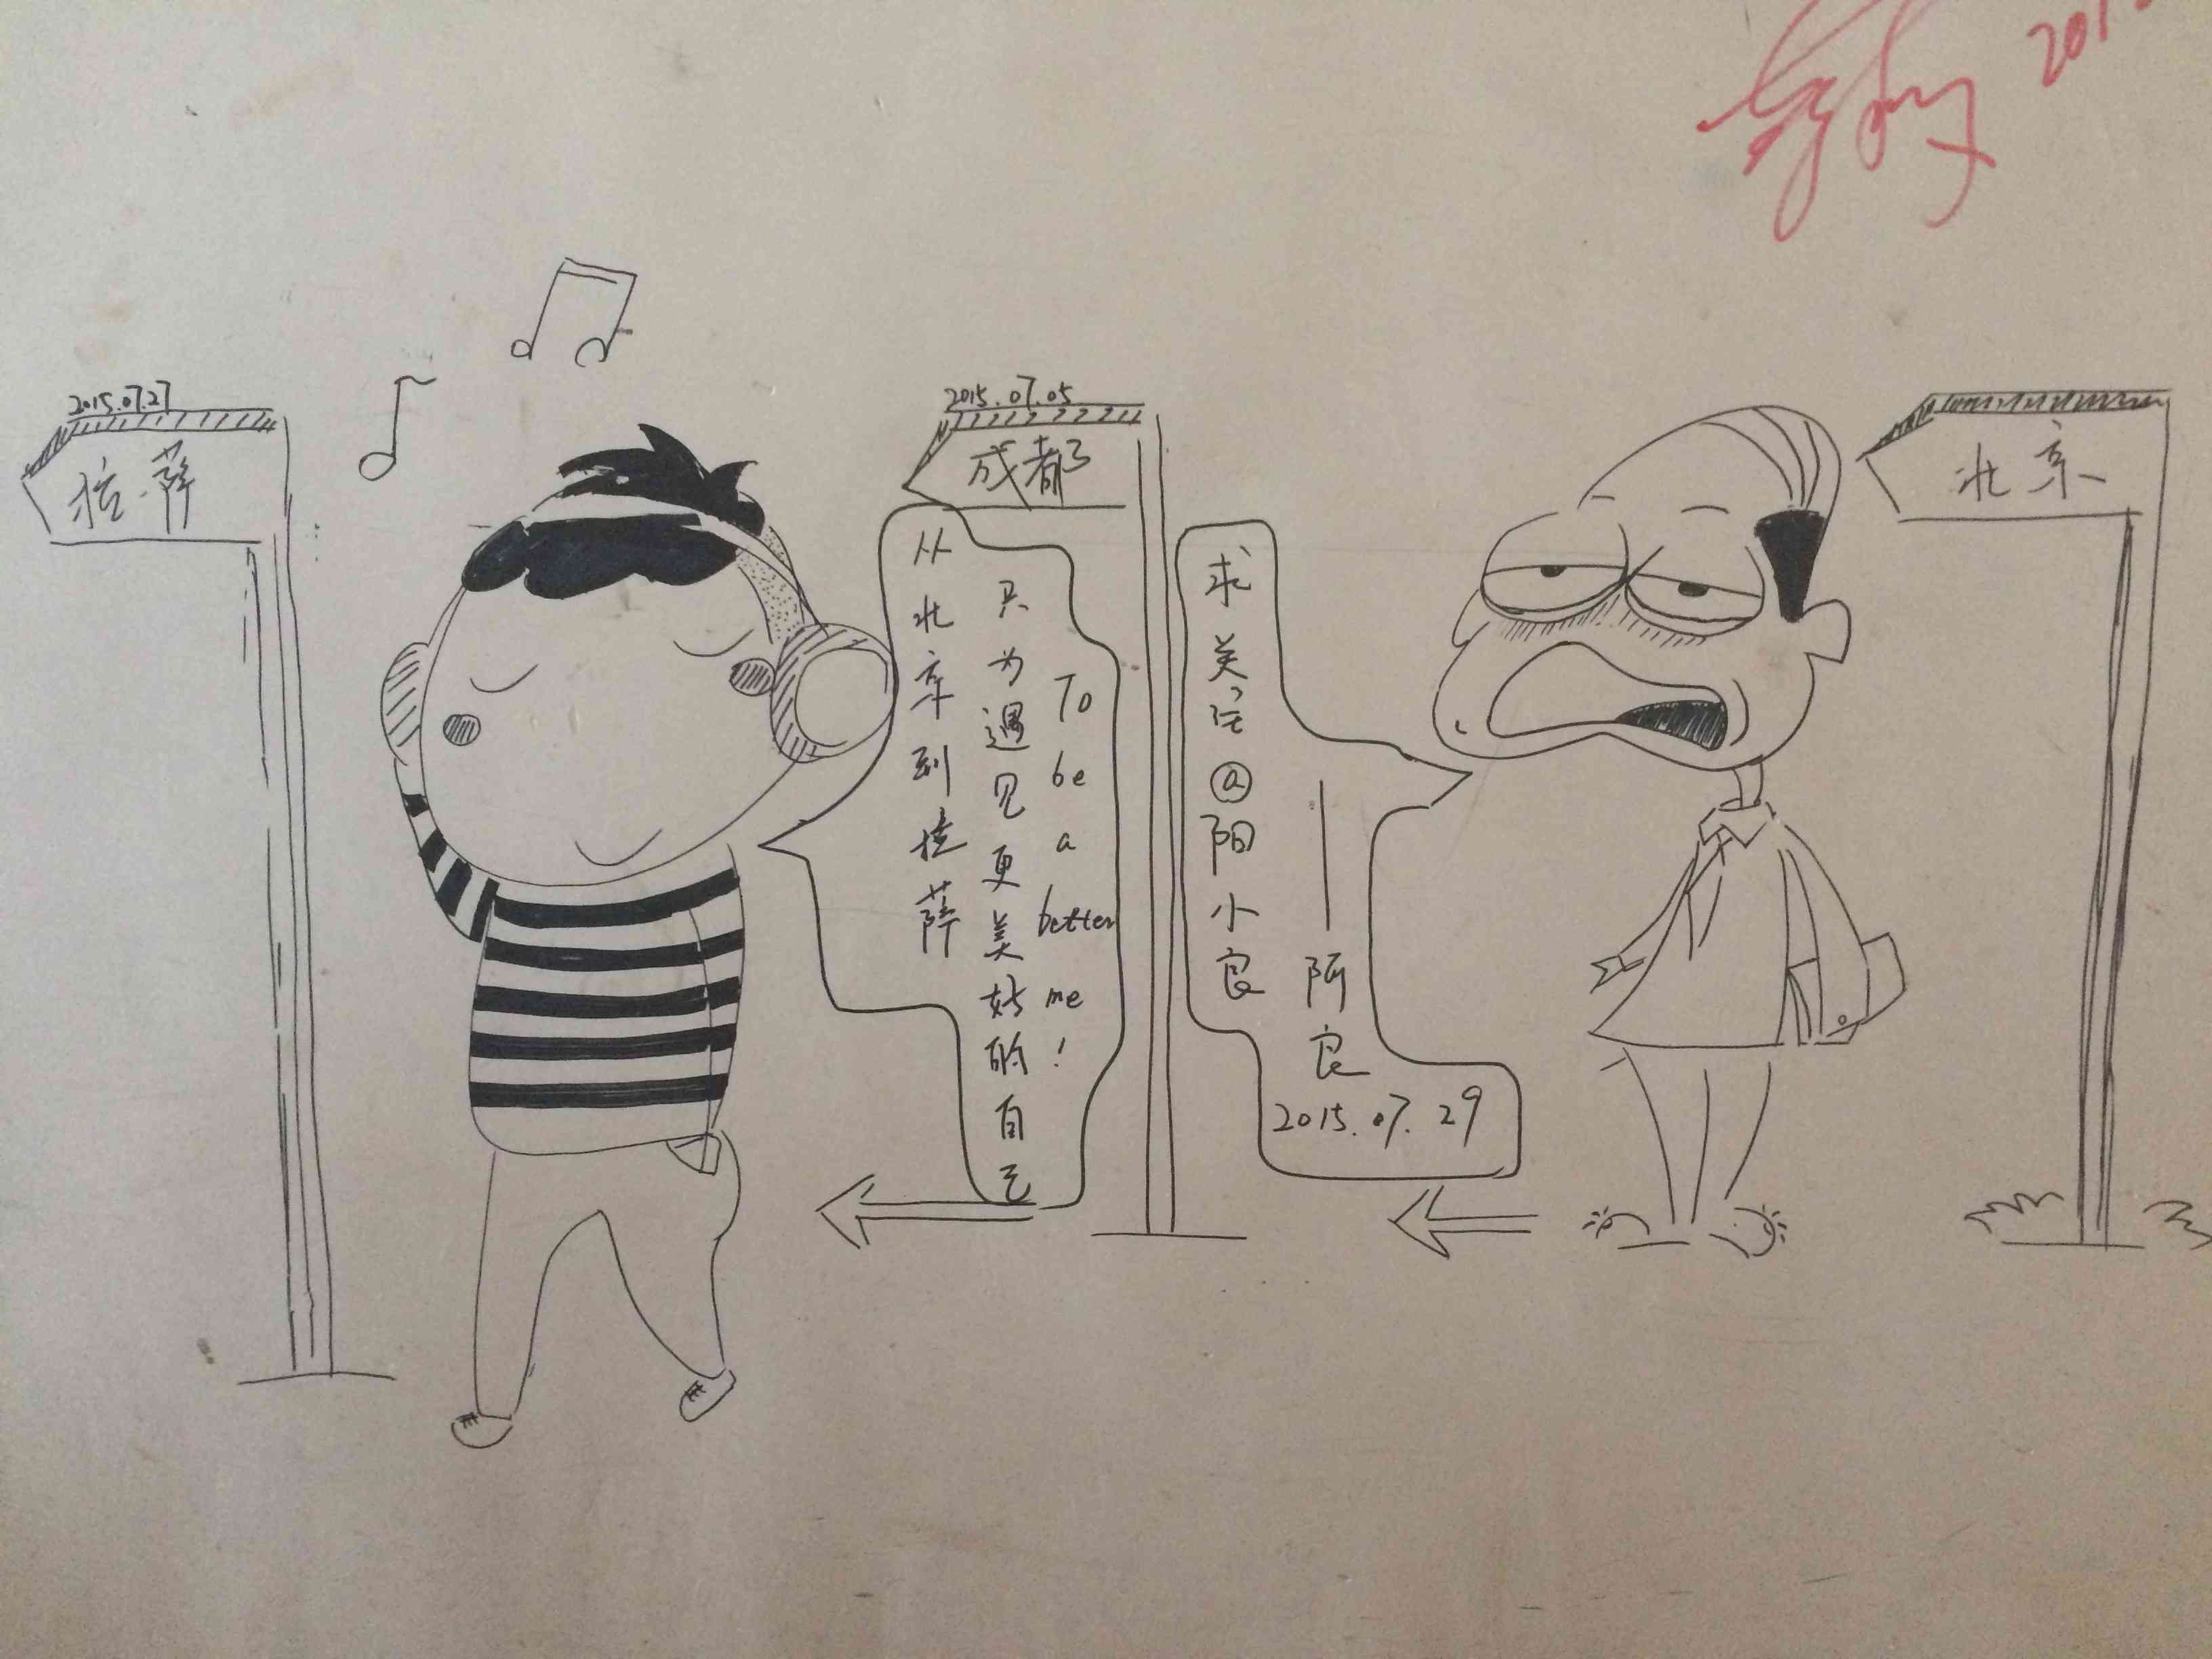 2015.07.27
拉萨
2015.07.05
成都
从北京到拉萨
只为遇见更美好的自己
To be a better me!
求关注@阳小良
——阿良
2015.07.29
北京